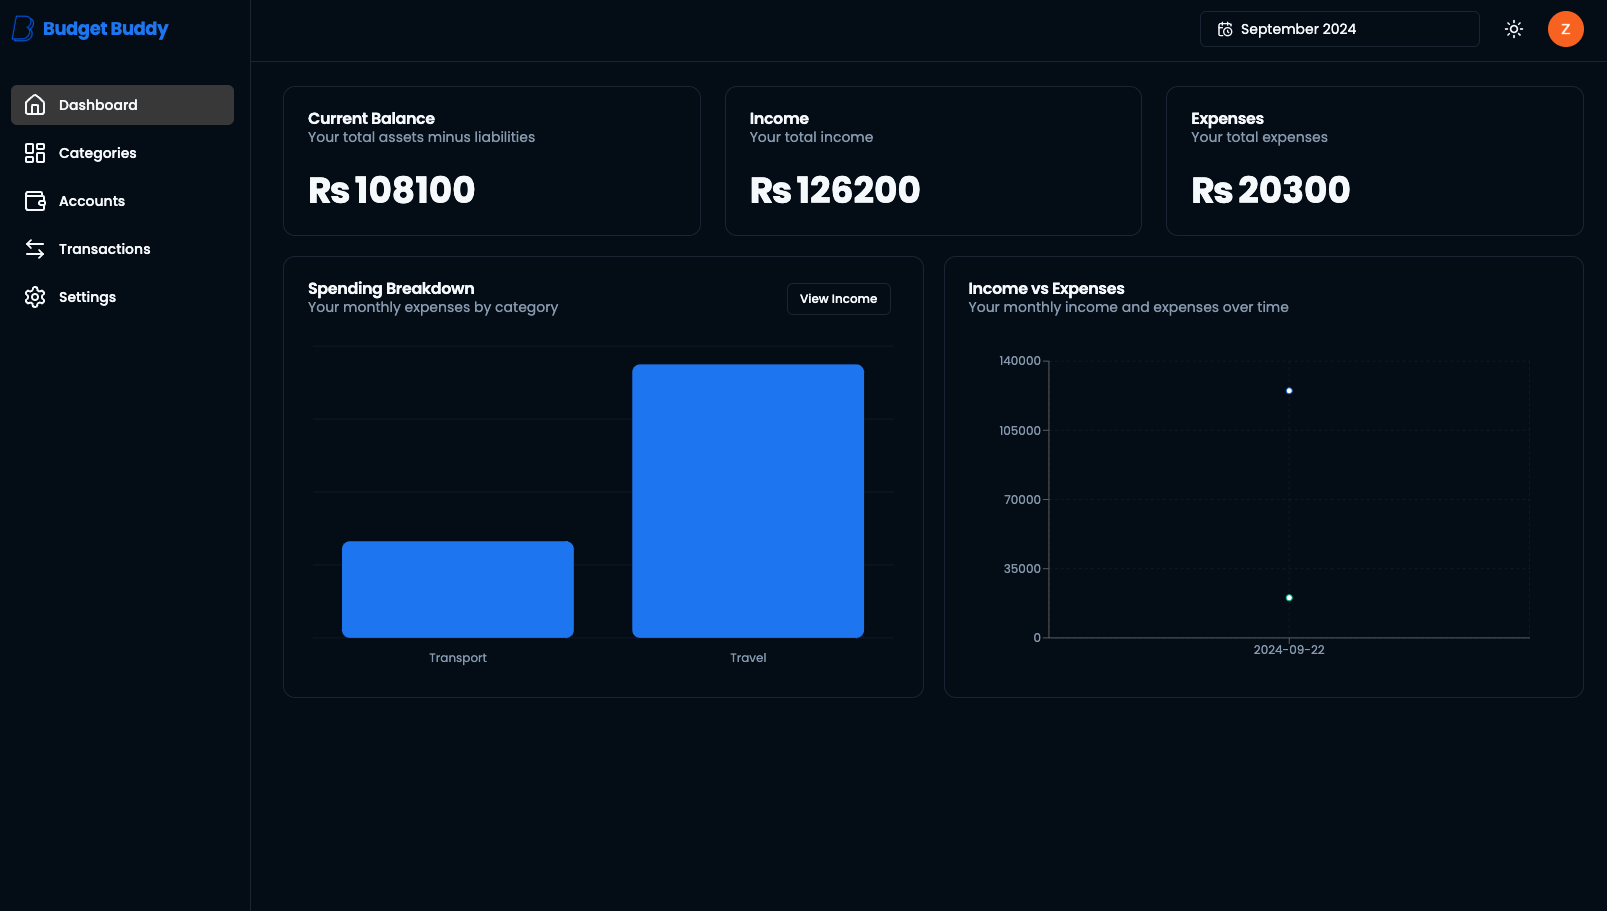 Budget Buddy
September 2024
Z
Dashboard
Categories
Accounts
Transactions
Settings
Current Balance
Your total assets minus liabilities
Rs 108100
Income
Your total income
Rs 126200
Expenses
Your total expenses
Rs 20300
Spending Breakdown
Your monthly expenses by category
View Income
Transport
Travel
Income vs Expenses
Your monthly income and expenses over time
140000
105000
70000
35000
0
2024-09-22